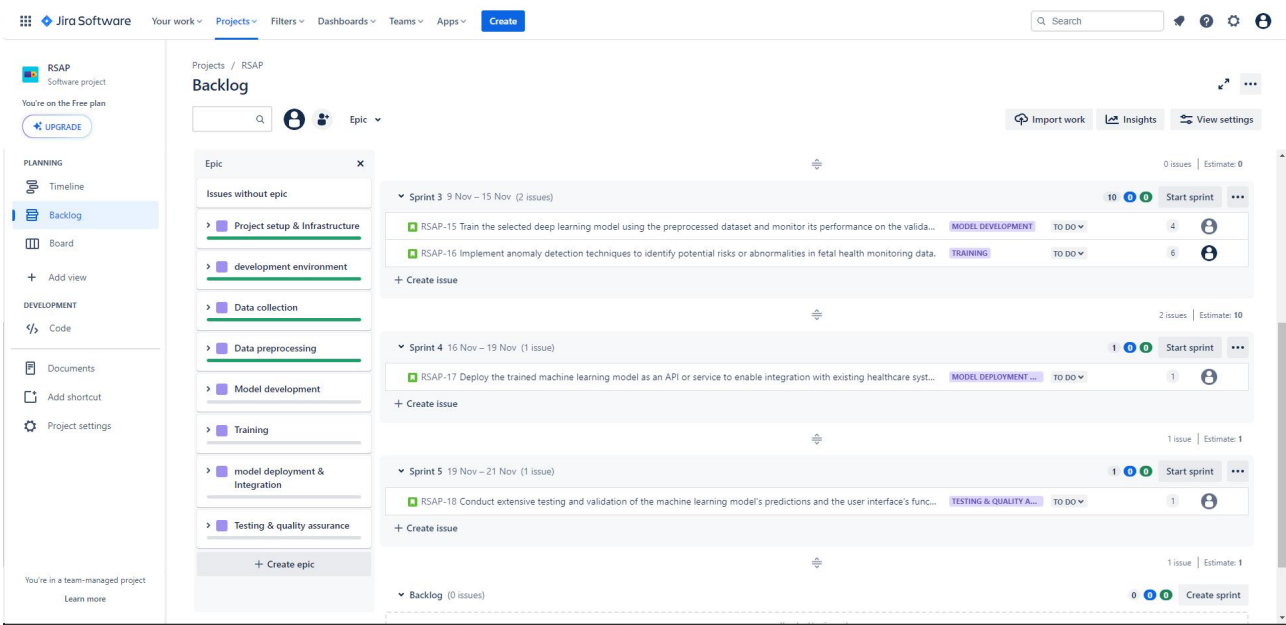 Jira Software Your work Projects Filters Dashboards Teams Apps Create Search
RSAP
Software project
You're on the Free plan
UPGRADE
PLANNING
Timeline
Backlog
Board
+ Add view
DEVELOPMENT
Code
Documents
Add shortcut
Project settings
You're in a team-managed project
Learn more
Projects / RSAP
Backlog
Epic
Import work Insights View settings
Epic
Issues without epic
Project setup & Infrastructure
development environment
Data collection
Data preprocessing
Model development
Training
model deployment &
Integration
Testing & quality assurance
+ Create epic
0 issues | Estimate: 0
Sprint 3 9 Nov – 15 Nov (2 issues) 10 0 0 Start sprint
RSAP-15 Train the selected deep learning model using the preprocessed dataset and monitor its performance on the valida... MODEL DEVELOPMENT TO DO 4
RSAP-16 Implement anomaly detection techniques to identify potential risks or abnormalities in fetal health monitoring data. TRAINING TO DO 6
+ Create issue
2 issues | Estimate: 10
Sprint 4 16 Nov – 19 Nov (1 issue) 1 0 0 Start sprint
RSAP-17 Deploy the trained machine learning model as an API or service to enable integration with existing healthcare syst... MODEL DEPLOYMENT ... TO DO 1
+ Create issue
1 issue | Estimate: 1
Sprint 5 19 Nov – 21 Nov (1 issue) 1 0 0 Start sprint
RSAP-18 Conduct extensive testing and validation of the machine learning model's predictions and the user interface's func... TESTING & QUALITY A... TO DO 1
+ Create issue
1 issue | Estimate: 1
Backlog (0 issues) 0 0 0 Create sprint